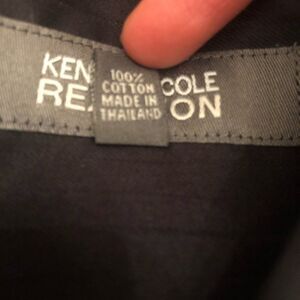 KEN COLE
RE ON
100%
COTTON
MADE IN
THAILAND